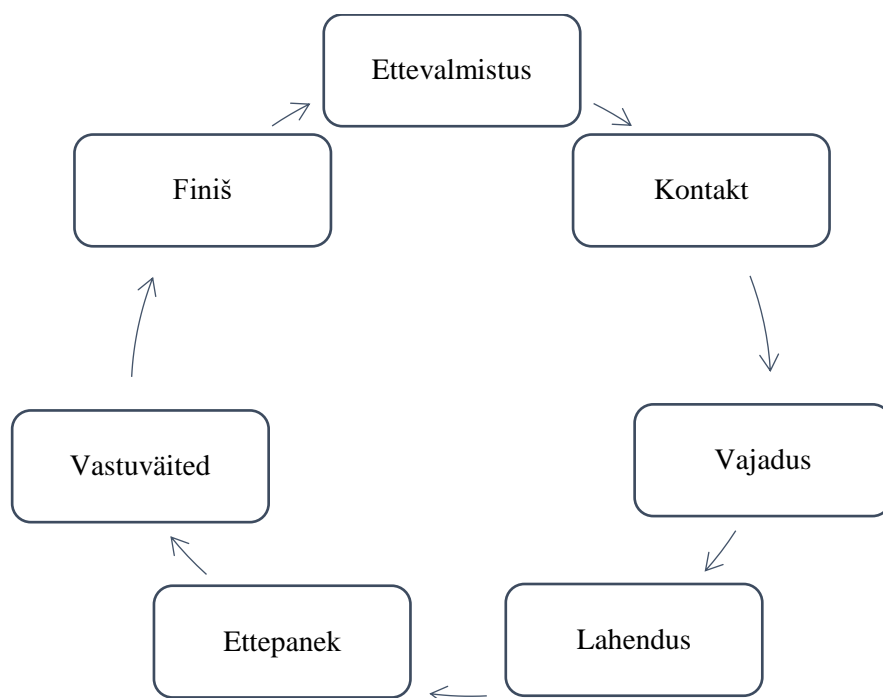 Ettevalmistus
Kontakt
Vajadus
Lahendus
Ettepanek
Vastuväited
Finiš